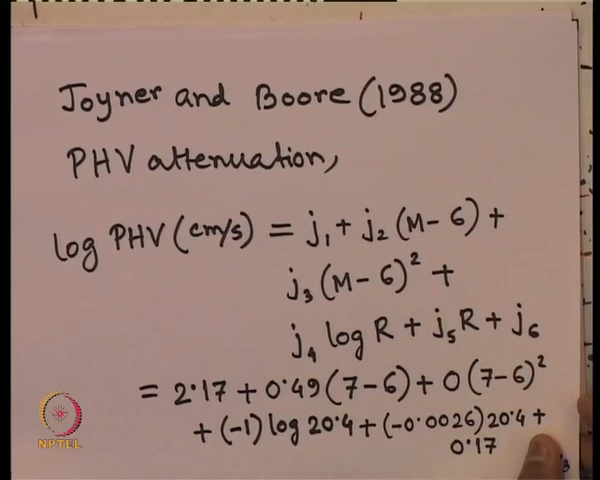 Joyner and Boore (1988)
PHV attenuation,
log PHV (cm/s) = j₁ + j₂ (M - 6) +
j₃ (M - 6)² +
j₄ log R + j₅ R + j₆
= 2·17 + 0·49 (7-6) + 0 (7-6)²
+ (-1) log 20·4 + (-0·0026) 20·4 +
0·17
NPTEL